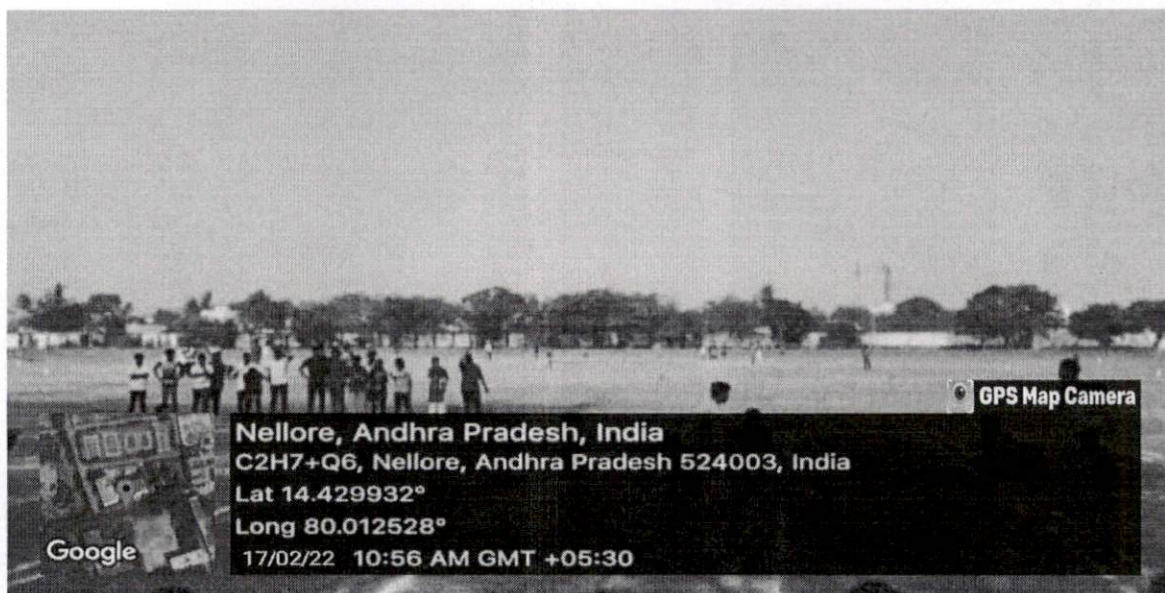 GPS Map Camera
Nellore, Andhra Pradesh, India
C2H7+Q6, Nellore, Andhra Pradesh 524003, India
Lat 14.429932°
Long 80.012528°
17/02/22 10:56 AM GMT +05:30
Google